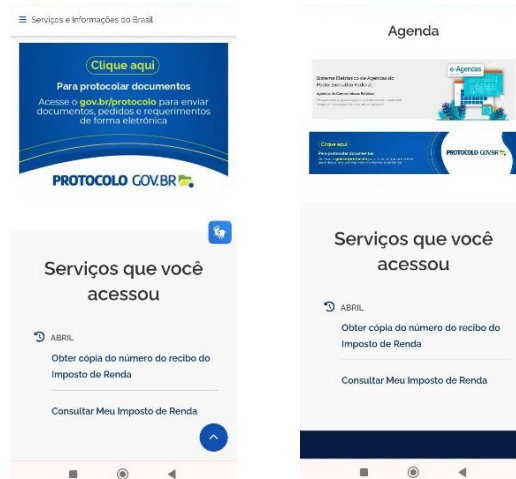 Serviços e Informações do Brasil
Clique aqui
Para protocolar documentos
Acesse o gov.br/protocolo para enviar
documentos, pedidos e requerimentos
de forma eletrônica
PROTOCOLO GOV.BR
Serviços que você
acessou
ABRIL
Obter cópia do número do recibo do
Imposto de Renda
Consultar Meu Imposto de Renda
Agenda
e-Agendas
Sistema Eletrônico de Agendas do
Poder Executivo Federal
Clique aqui
Para protocolar documentos
PROTOCOLO GOV.BR
Serviços que você
acessou
ABRIL
Obter cópia do número do recibo do
Imposto de Renda
Consultar Meu Imposto de Renda